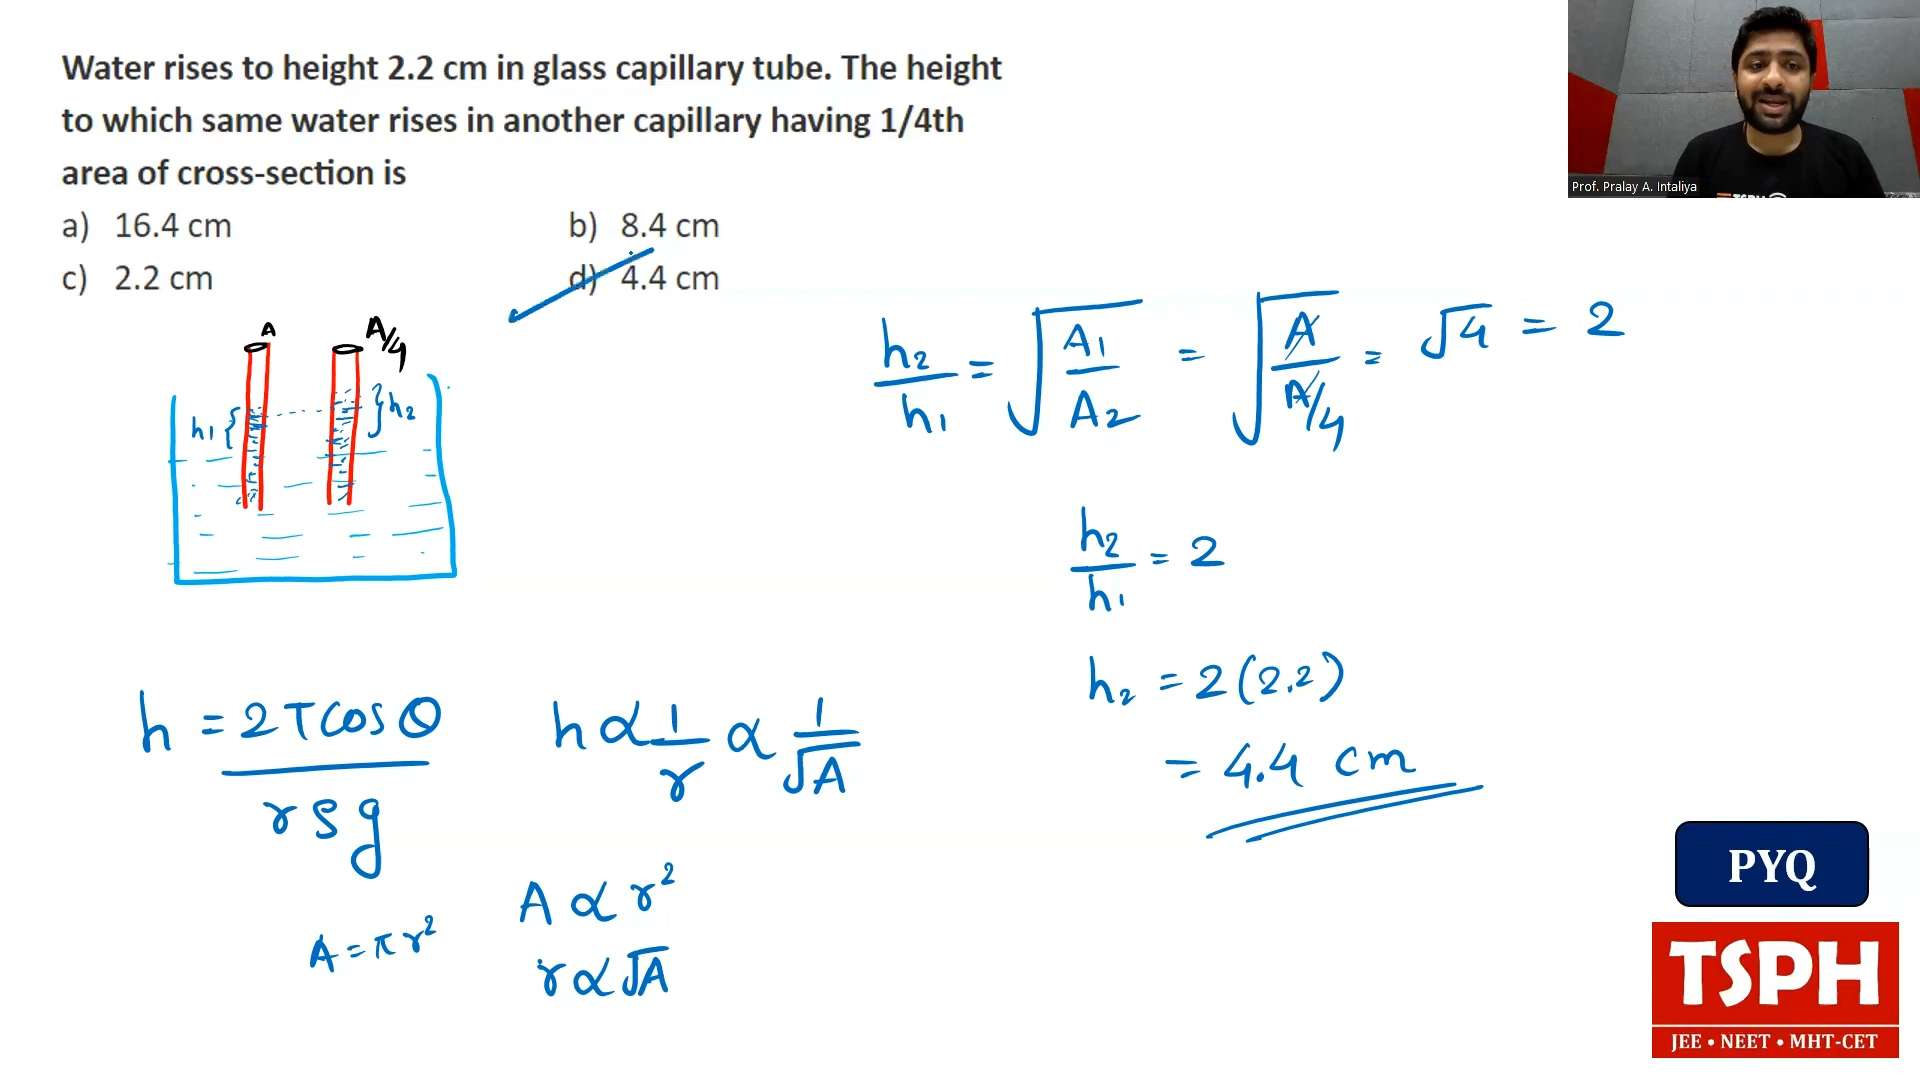 Water rises to height 2.2 cm in glass capillary tube. The height
to which same water rises in another capillary having 1/4th
area of cross-section is
a) 16.4 cm
b) 8.4 cm
c) 2.2 cm
d) 4.4 cm
Prof. Pralay A. Intaliya
A
A/4
h₁
h₂
h₂/h₁ = √(A₁/A₂) = √(A/(A/4)) = √4 = 2
h₂/h₁ = 2
h₂ = 2(2.2)
= 4.4 cm
h = 2Tcosθ/rρg
h ∝ 1/r ∝ 1/√A
A = πr²
A ∝ r²
r ∝ √A
PYQ
TSPH
JEE • NEET • MHT-CET